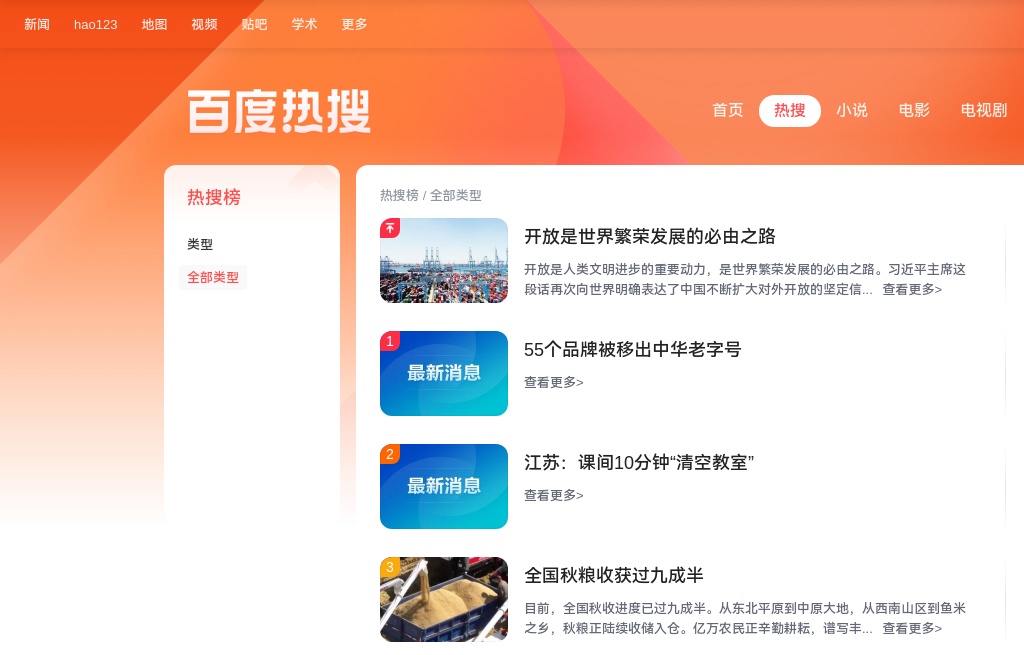 新闻 hao123 地图 视频 贴吧 学术 更多
百度热搜
首页 热搜 小说 电影 电视剧
热搜榜
类型
全部类型
热搜榜 / 全部类型
开放是世界繁荣发展的必由之路
开放是人类文明进步的重要动力，是世界繁荣发展的必由之路。习近平主席这
段话再次向世界明确表达了中国不断扩大对外开放的坚定信... 查看更多>
1
最新消息
55个品牌被移出中华老字号
查看更多>
2
最新消息
江苏：课间10分钟“清空教室”
查看更多>
3
全国秋粮收获过九成半
目前，全国秋收进度已过九成半。从东北平原到中原大地，从西南山区到鱼米
之乡，秋粮正陆续收储入仓。亿万农民正辛勤耕耘，谱写丰... 查看更多>